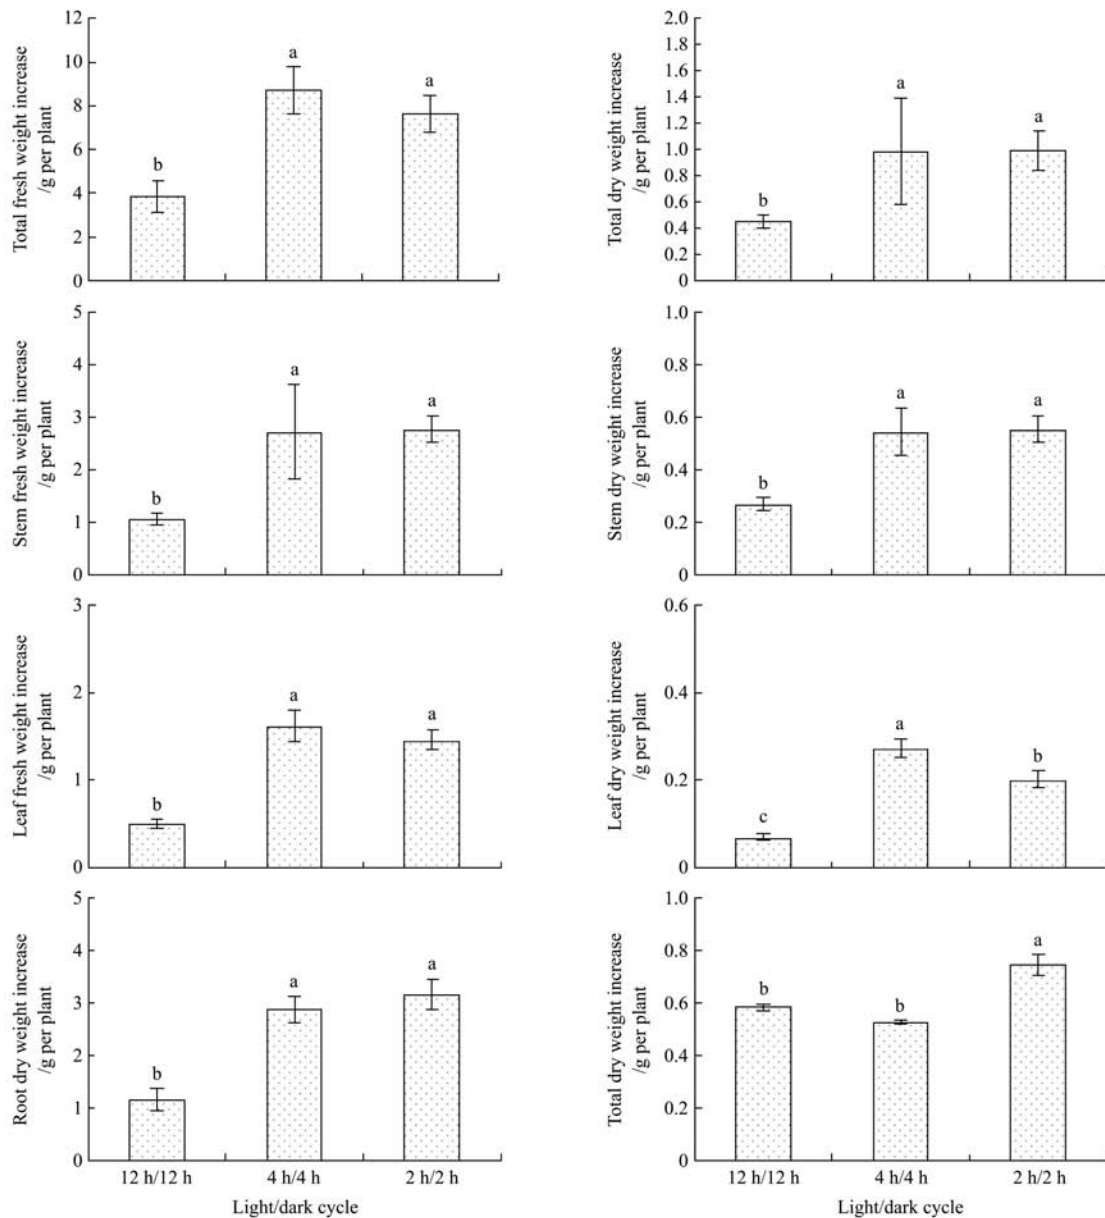 Total fresh weight increase
/g per plant
12
10
8
6
4
2
0
b
a
a
Total dry weight increase
/g per plant
2.0
1.8
1.6
1.4
1.2
1.0
0.8
0.6
0.4
0.2
0
b
a
a
Stem fresh weight increase
/g per plant
5
4
3
2
1
0
b
a
a
Stem dry weight increase
/g per plant
1.0
0.8
0.6
0.4
0.2
0
b
a
a
Leaf fresh weight increase
/g per plant
3
2
1
0
b
a
a
Leaf dry weight increase
/g per plant
0.6
0.4
0.2
0
c
a
b
Root dry weight increase
/g per plant
5
4
3
2
1
0
b
a
a
12 h/12 h 4 h/4 h 2 h/2 h
Light/dark cycle
Total dry weight increase
/g per plant
1.0
0.8
0.6
0.4
0.2
0
b
b
a
12 h/12 h 4 h/4 h 2 h/2 h
Light/dark cycle